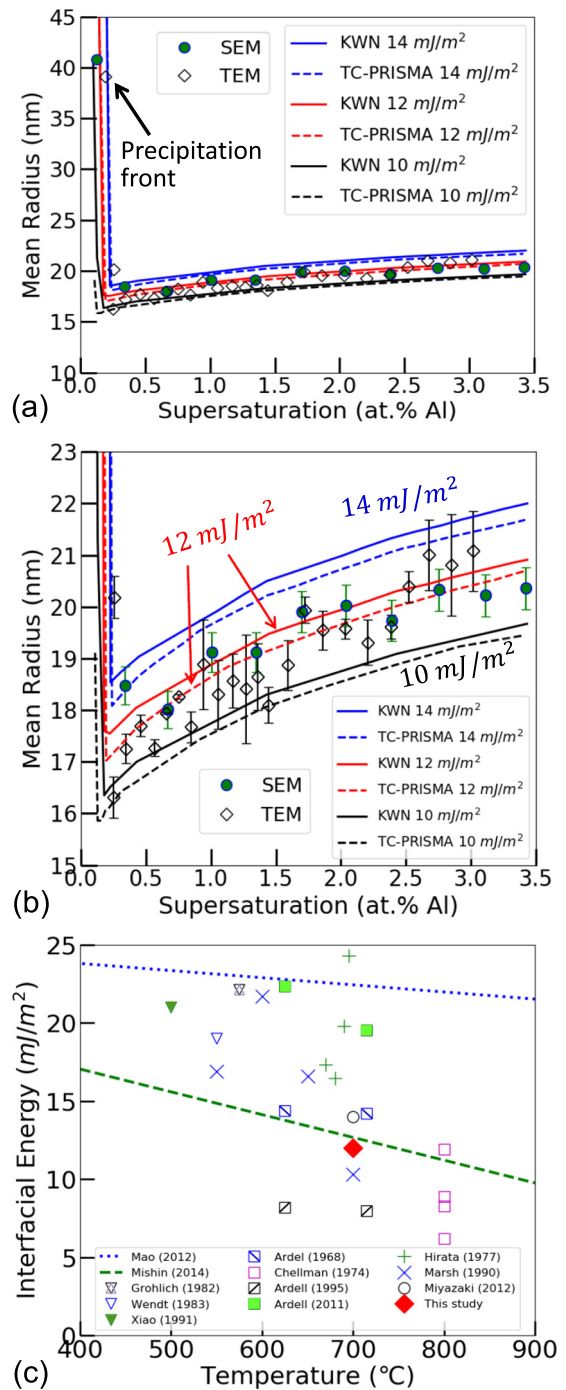 45
40
35
30
25
20
15
10
Mean Radius (nm)
SEM
TEM
KWN 14 mJ/m²
TC-PRISMA 14 mJ/m²
KWN 12 mJ/m²
TC-PRISMA 12 mJ/m²
KWN 10 mJ/m²
TC-PRISMA 10 mJ/m²
Precipitation
front
0.0 0.5 1.0 1.5 2.0 2.5 3.0 3.5
Supersaturation (at.% Al)
(a)
23
22
21
20
19
18
17
16
15
Mean Radius (nm)
12 mJ/m²
14 mJ/m²
10 mJ/m²
SEM
TEM
KWN 14 mJ/m²
TC-PRISMA 14 mJ/m²
KWN 12 mJ/m²
TC-PRISMA 12 mJ/m²
KWN 10 mJ/m²
TC-PRISMA 10 mJ/m²
0.0 0.5 1.0 1.5 2.0 2.5 3.0 3.5
Supersaturation (at.% Al)
(b)
25
20
15
10
5
0
Interfacial Energy (mJ/m²)
Mao (2012)
Mishin (2014)
Grohlich (1982)
Wendt (1983)
Xiao (1991)
Ardel (1968)
Chellman (1974)
Ardell (1995)
Ardell (2011)
Hirata (1977)
Marsh (1990)
Miyazaki (2012)
This study
400 500 600 700 800 900
Temperature (℃)
(c)